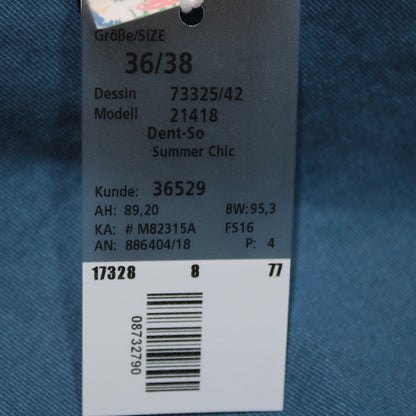 Größe/SIZE
36/38
Dessin 73325/42
Modell 21418
Dent-So
Summer Chic
Kunde: 36529
AH: 89,20 BW: 95,3
KA: # M82315A FS16
AN: 886404/18 P: 4
17328 8 77
08732790